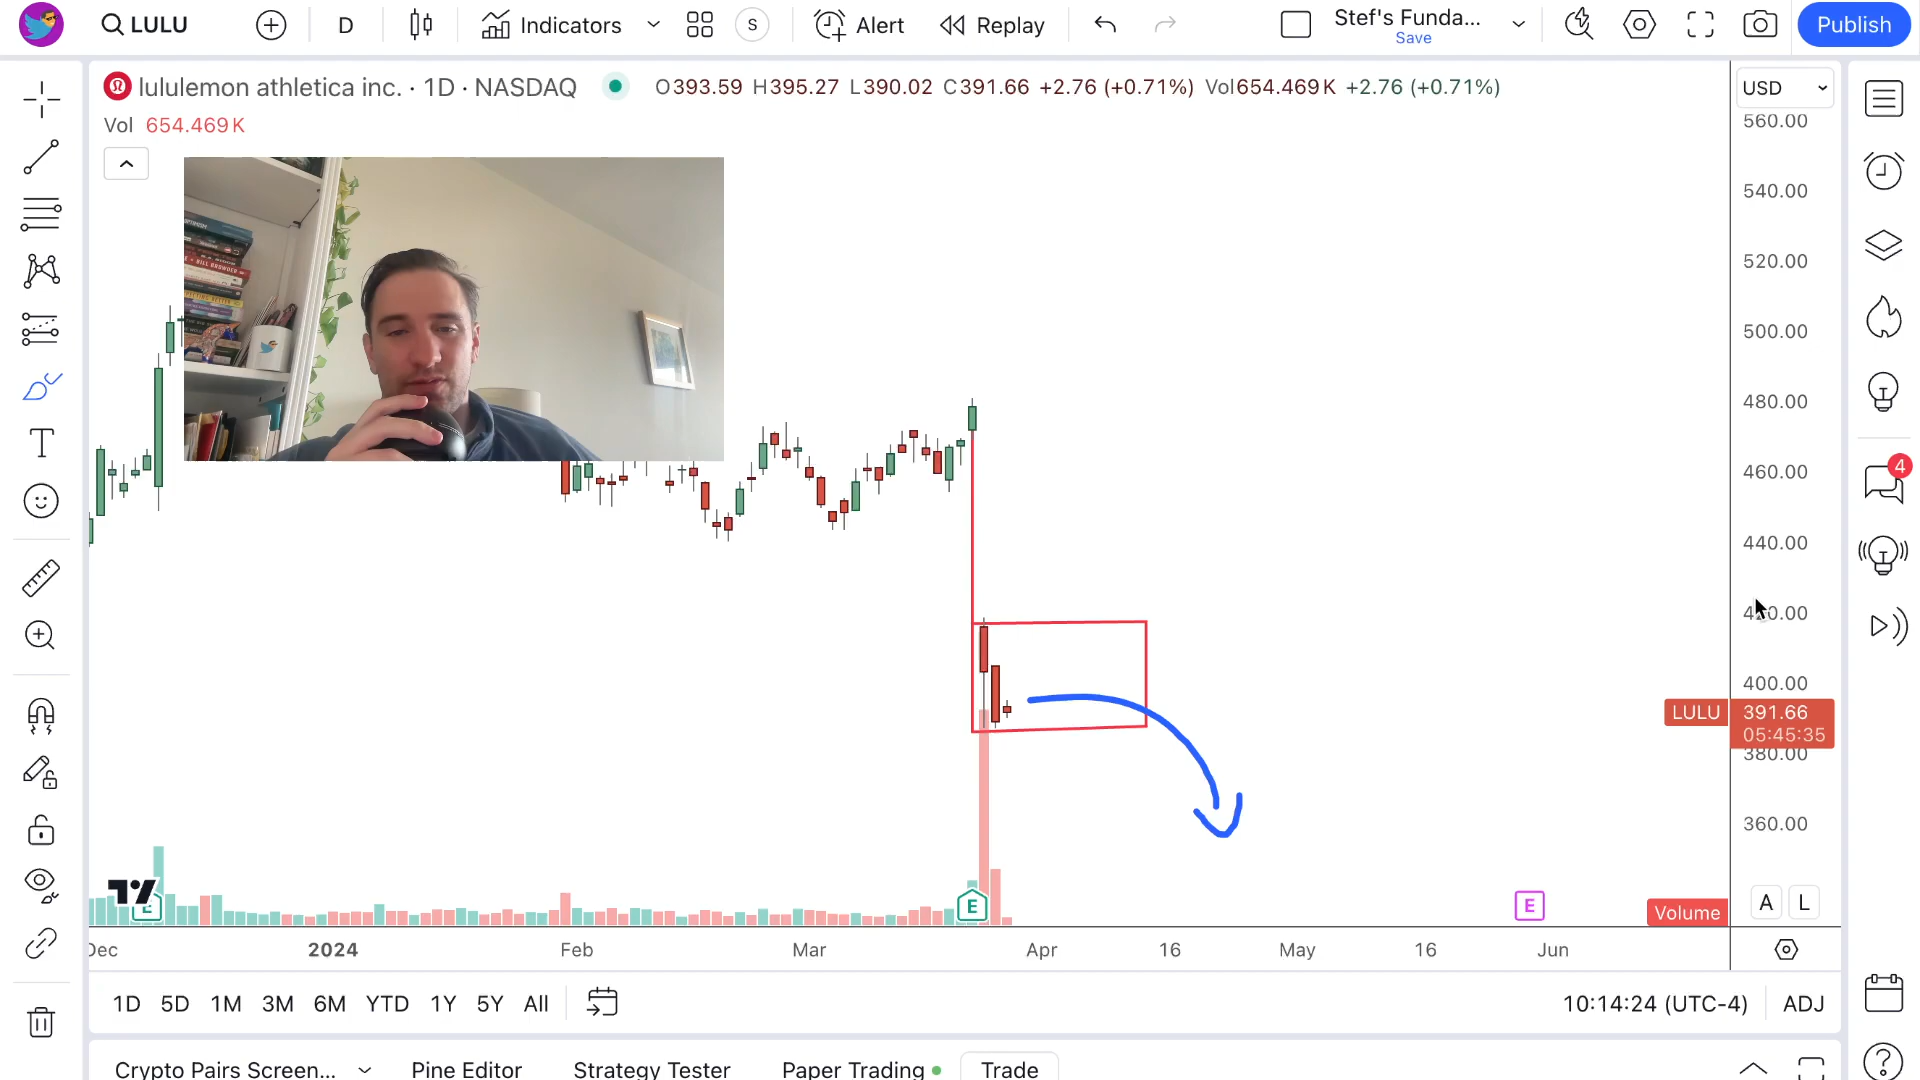 LULU
D
Indicators
S
Alert
Replay
Stef's Funda...
Save
Publish
lululemon athletica inc. · 1D · NASDAQ
O393.59 H395.27 L390.02 C391.66 +2.76 (+0.71%) Vol654.469K +2.76 (+0.71%)
USD
Vol 654.469K
560.00
540.00
520.00
500.00
480.00
460.00
440.00
400.00
LULU 391.66
05:45:35
380.00
360.00
4
BILL BROWDER
E
E
E
Volume
A
L
Dec
2024
Feb
Mar
Apr
16
May
16
Jun
1D 5D 1M 3M 6M YTD 1Y 5Y All
10:14:24 (UTC-4)
ADJ
Crypto Pairs Screen...
Pine Editor
Strategy Tester
Paper Trading
Trade